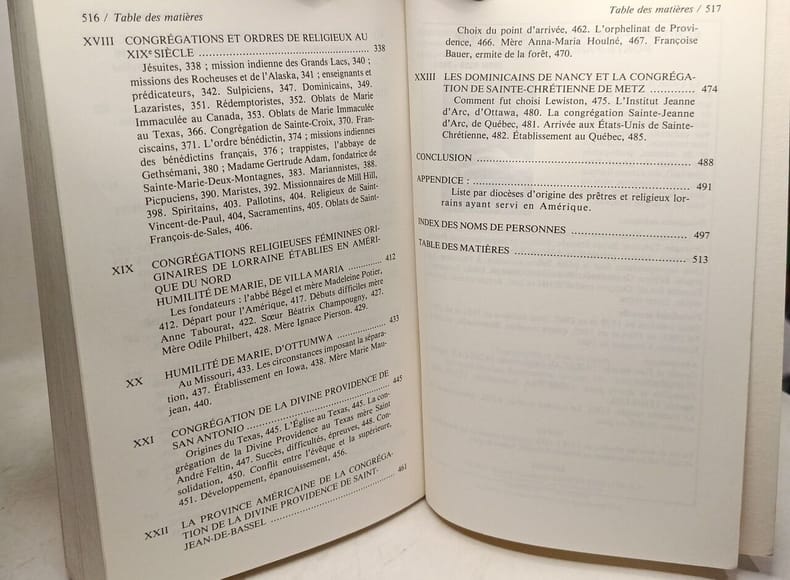 516 / Table des matières
XVIII CONGRÉGATIONS ET ORDRES DE RELIGIEUX AU
XIXe SIÈCLE ........ 338
Jésuites, 338 ; mission indienne des Grands Lacs, 340 ;
missions des Rocheuses et de l'Alaska, 341 ; enseignants et
prédicateurs, 342. Sulpiciens, 347. Dominicains, 349.
Lazaristes, 351. Rédemptoristes, 352. Oblats de Marie
Immaculée au Canada, 353. Oblats de Marie Immaculée
au Texas, 366. Congrégation de Sainte-Croix, 370. Fran-
ciscains, 371. L'ordre bénédictin, 374 ; missions indiennes
des bénédictins français, 376 ; trappistes, l'abbaye de
Gethsémani, 380 ; Madame Gertrude Adam, fondatrice de
Sainte-Marie-Deux-Montagnes, 383. Mariannistes, 388.
Picpuciens, 390. Maristes, 392. Missionnaires de Mill Hill,
398. Spiritains, 403. Pallotins, 404. Religieux de Saint-
Vincent-de-Paul, 404, Sacramentins, 405. Oblats de Saint-
François-de-Sales, 406.
XIX CONGRÉGATIONS RELIGIEUSES FÉMININES ORI-
GINAIRES DE LORRAINE ÉTABLIES EN AMÉRI-
QUE DU NORD
HUMILITÉ DE MARIE, DE VILLA MARIA ........ 412
Les fondateurs : l'abbé Bégel et mère Madeleine Potier,
412. Départ pour l'Amérique, 417. Débuts difficiles mère
Anne Tabourat, 422. Sœur Béatrix Champougny, 427.
Mère Odile Philbert, 428. Mère Ignace Pierson. 429.
XX HUMILITÉ DE MARIE, D'OTTUMWA ........ 433
Au Missouri, 433. Les circonstances imposant la sépara-
tion, 437. Établissement en Iowa, 438. Mère Marie Mau-
jean, 440.
XXI CONGRÉGATION DE LA DIVINE PROVIDENCE DE
SAN ANTONIO ........ 445
Origines du Texas, 445. L'Église au Texas, 445. La con-
grégation de la Divine Providence au Texas mère Saint
André Feltin, 447. Succès, difficultés, épreuves, 448. Con-
solidation, 450. Conflit entre l'évêque et la supérieure,
451. Développement, épanouissement, 456.
XXII LA PROVINCE AMÉRICAINE DE LA CONGRÉGA-
TION DE LA DIVINE PROVIDENCE DE SAINT-
JEAN-DE-BASSEL ........ 461
Table des matières / 517
Choix du point d'arrivée, 462. L'orphelinat de Provi-
dence, 466. Mère Anna-Maria Houlné, 467. Françoise
Bauer, ermite de la forêt, 470.
XXIII LES DOMINICAINS DE NANCY ET LA CONGRÉGA-
TION DE SAINTE-CHRÉTIENNE DE METZ ........ 474
Comment fut choisi Lewiston, 475. L'Institut Jeanne
d'Arc, d'Ottawa, 480. La congrégation Sainte-Jeanne
d'Arc, de Québec, 481. Arrivée aux États-Unis de Sainte-
Chrétienne, 482. Établissement au Québec, 485.
CONCLUSION ........ 488
APPENDICE : ........ 491
Liste par diocèses d'origine des prêtres et religieux lor-
rains ayant servi en Amérique.
INDEX DES NOMS DE PERSONNES ........ 497
TABLE DES MATIÈRES ........ 513